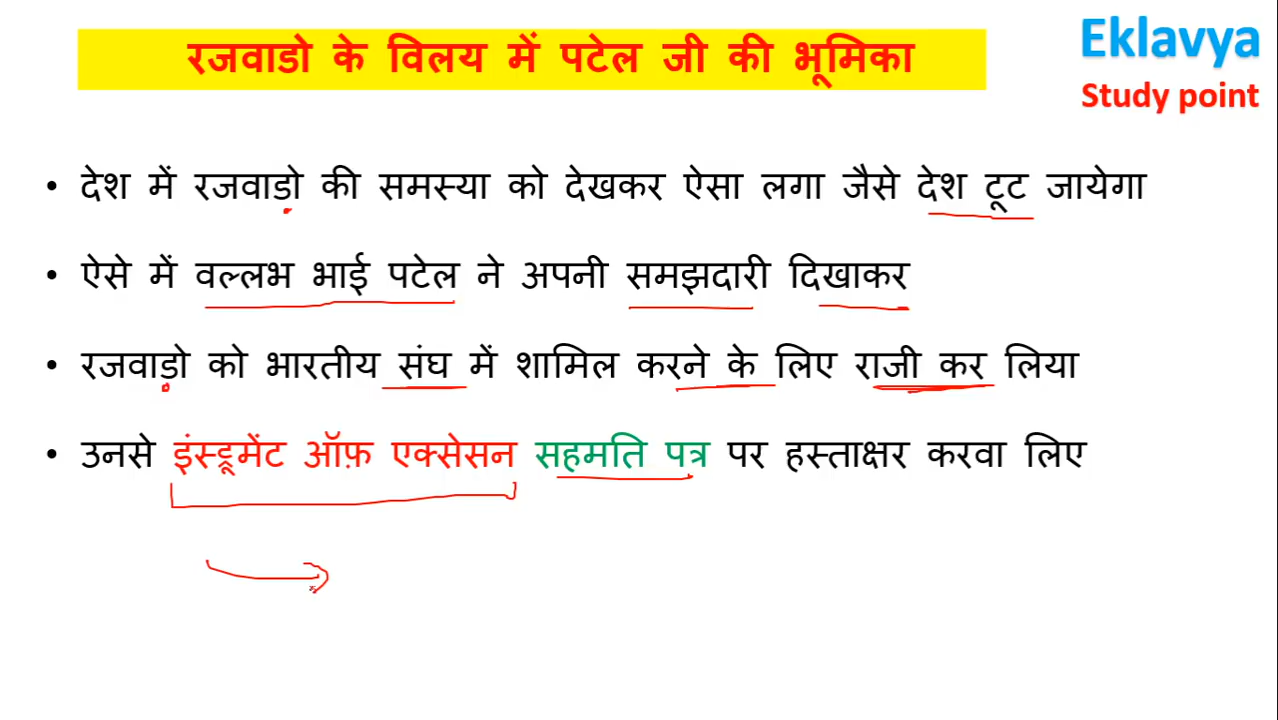 रजवाडो के विलय में पटेल जी की भूमिका
Eklavya
Study point
• देश में रजवाडो की समस्या को देखकर ऐसा लगा जैसे देश टूट जायेगा
• ऐसे में वल्लभ भाई पटेल ने अपनी समझदारी दिखाकर
• रजवाडो को भारतीय संघ में शामिल करने के लिए राजी कर लिया
• उनसे इंस्ड्रूमेंट ऑफ़ एक्सेसन सहमति पत्र पर हस्ताक्षर करवा लिए